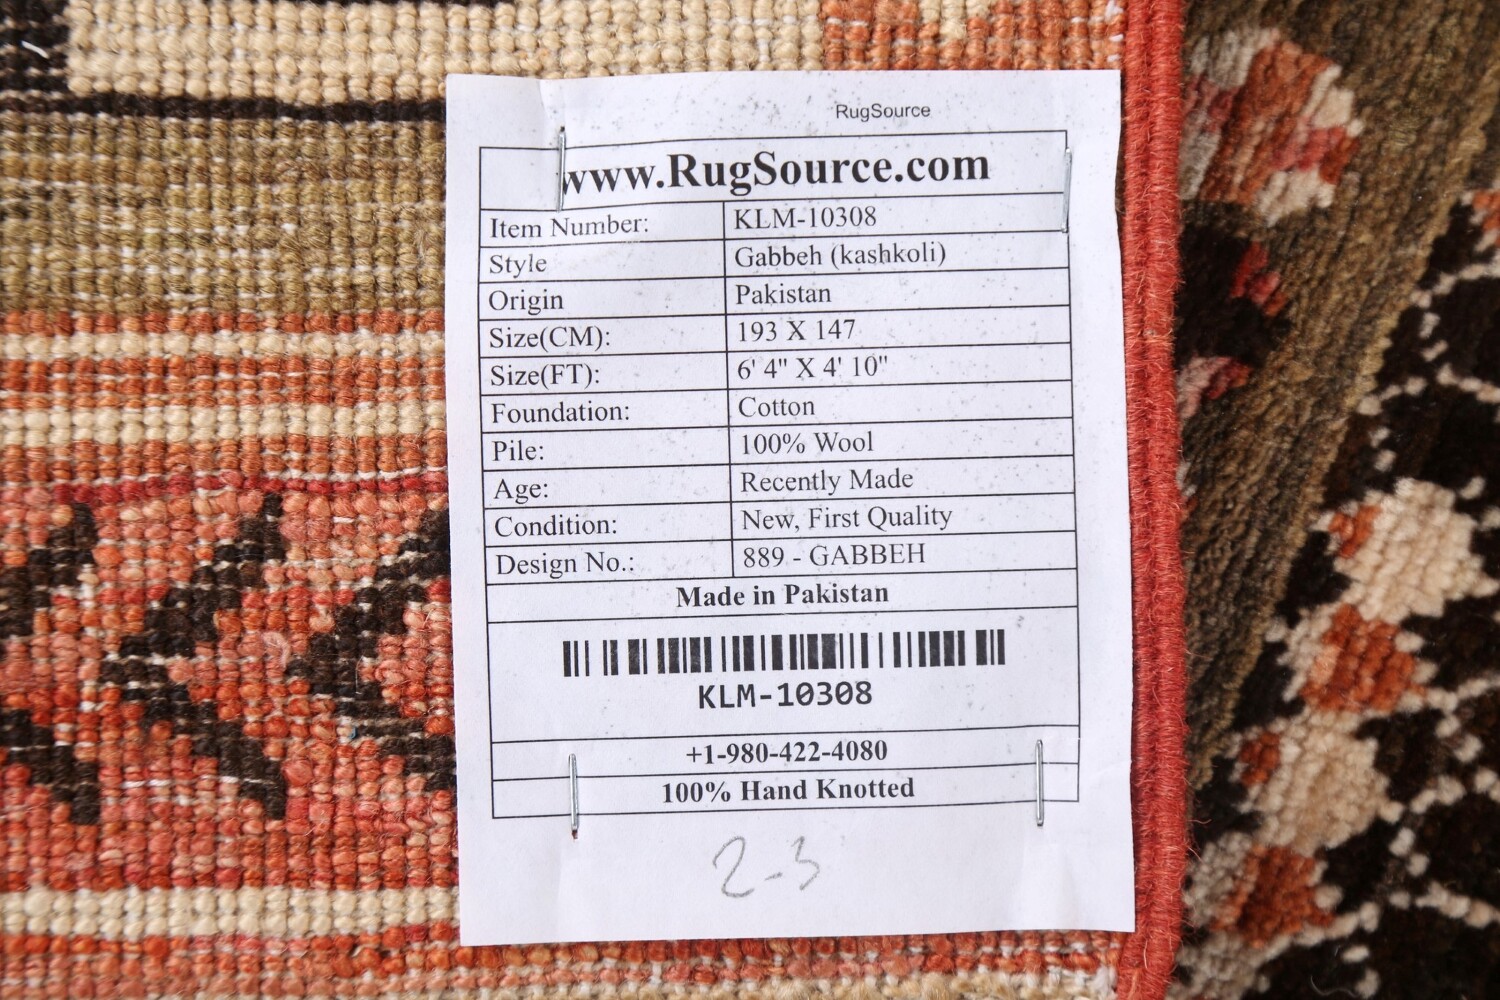 RugSource
www.RugSource.com
Item Number: KLM-10308
Style Gabbeh (kashkoli)
Origin Pakistan
Size(CM): 193 X 147
Size(FT): 6' 4" X 4' 10"
Foundation: Cotton
Pile: 100% Wool
Age: Recently Made
Condition: New, First Quality
Design No.: 889 - GABBEH
Made in Pakistan
KLM-10308
+1-980-422-4080
100% Hand Knotted
2-3